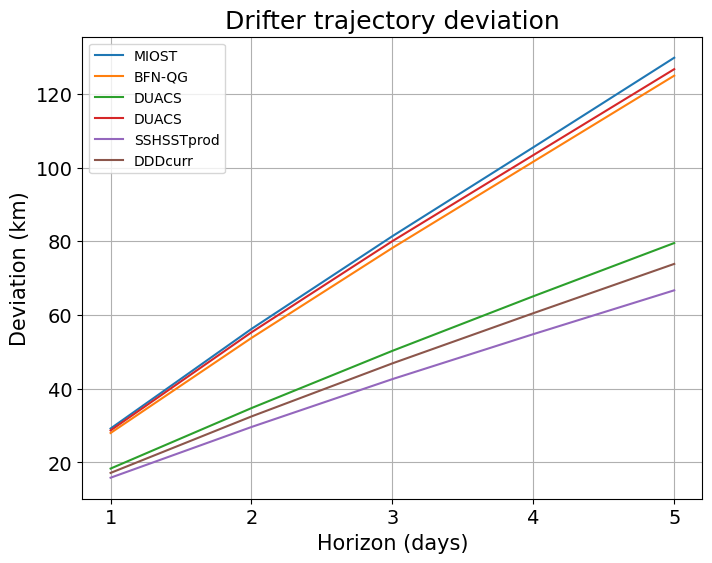 Drifter trajectory deviation
MIOST
BFN-QG
DUACS
DUACS
SSHSSTprod
DDDcurr
120
100
80
60
40
20
Deviation (km)
1 2 3 4 5
Horizon (days)